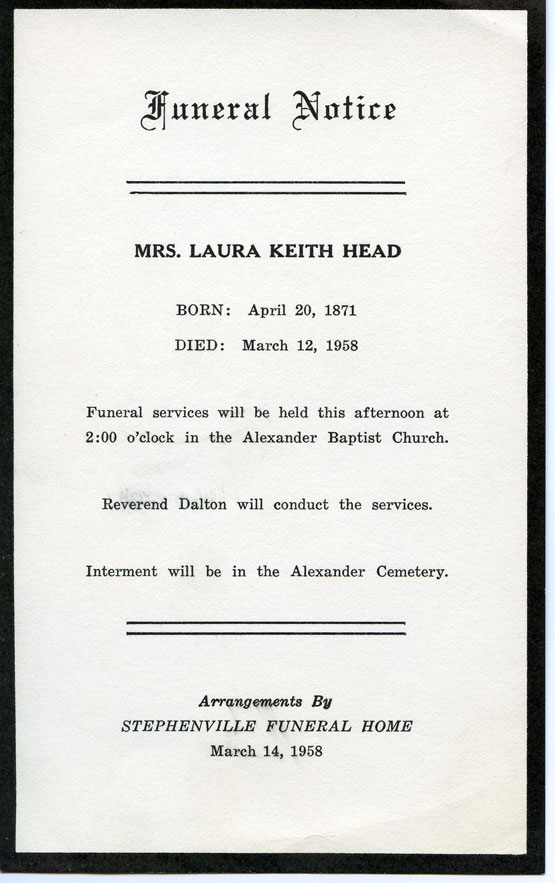 Funeral Notice
MRS. LAURA KEITH HEAD
BORN: April 20, 1871
DIED: March 12, 1958
Funeral services will be held this afternoon at
2:00 o'clock in the Alexander Baptist Church.
Reverend Dalton will conduct the services.
Interment will be in the Alexander Cemetery.
Arrangements By
STEPHENVILLE FUNERAL HOME
March 14, 1958